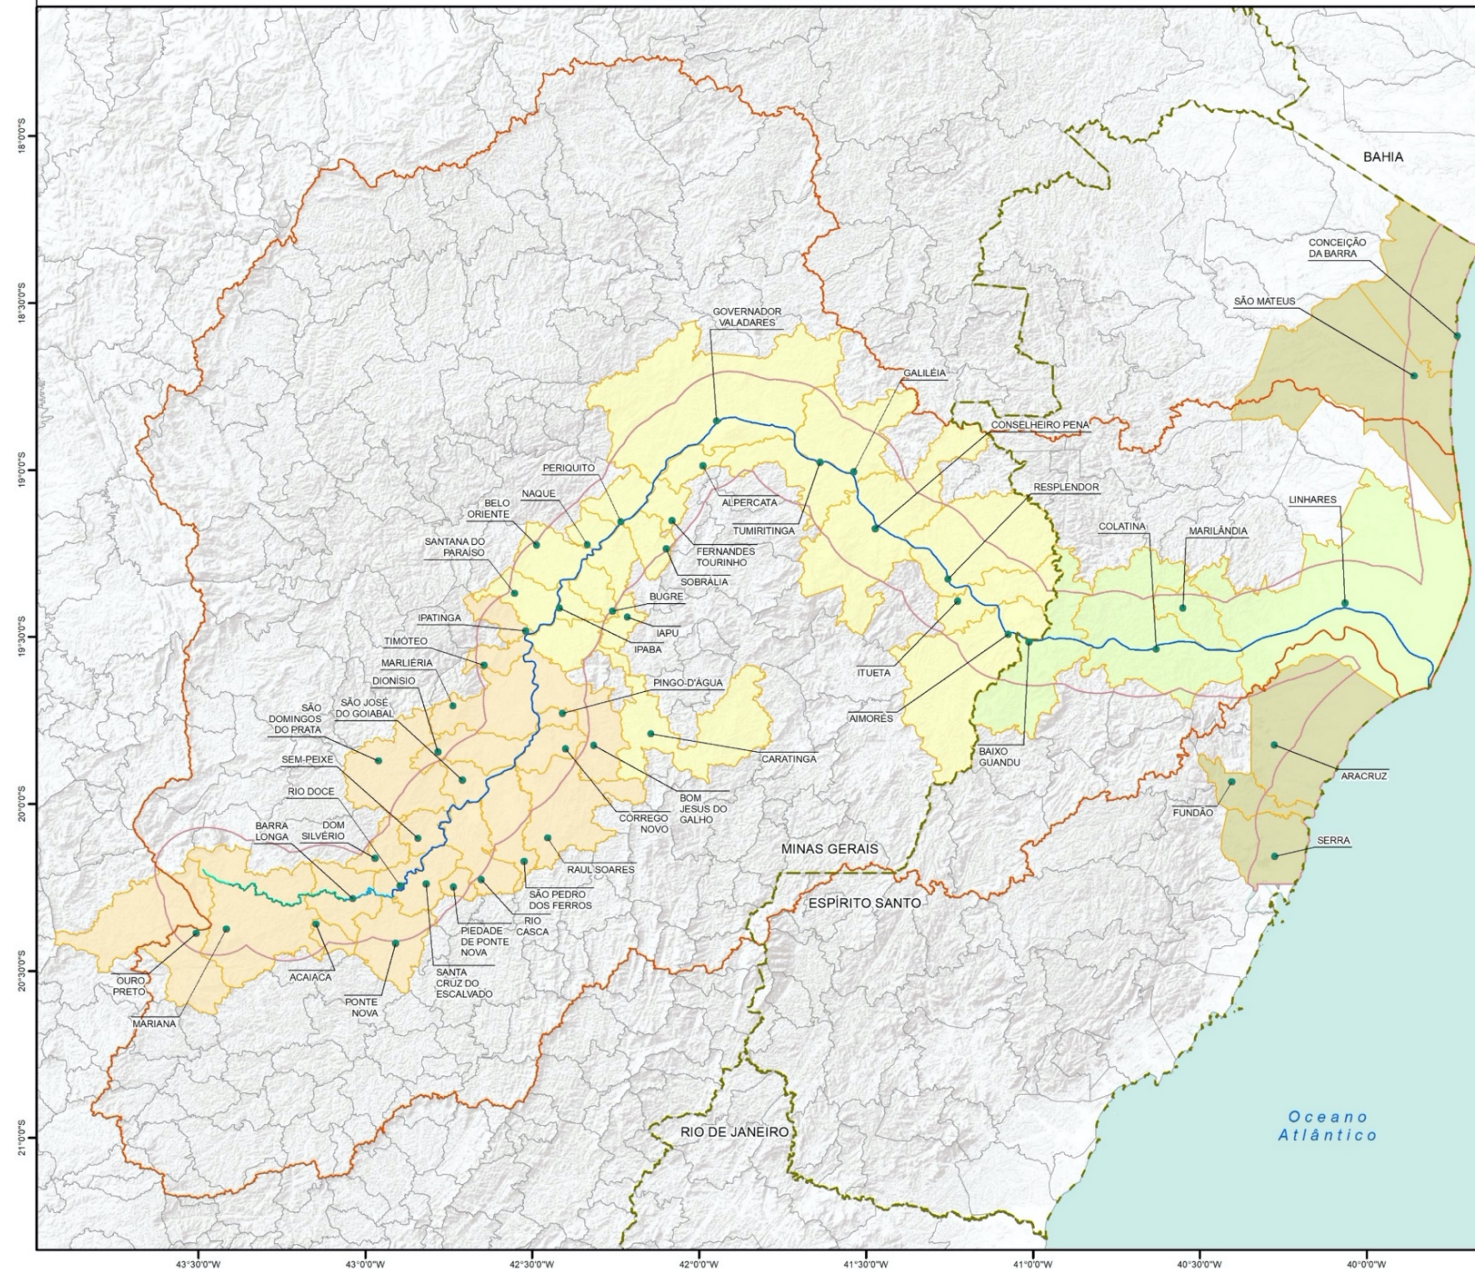 BAHIA
CONCEIÇÃO
DA BARRA
SÃO MATEUS
GOVERNADOR
VALADARES
GALILÉIA
CONSELHEIRO PENA
PERIQUITO
RESPLENDOR
NAQUE
BELO
ORIENTE
ALPERCATA
LINHARES
TUMIRITINGA
COLATINA
MARILÂNDIA
SANTANA DO
PARAÍSO
FERNANDES
TOURINHO
SOBRÁLIA
BUGRE
IPATINGA
IAPU
TIMÓTEO
IPABA
MARLIÉRIA
ITUETA
DIONÍSIO
PINGO-D'ÁGUA
SÃO JOSÉ
DO GOIABAL
SÃO
DOMINGOS
DO PRATA
AIMORÉS
SEM-PEIXE
CARATINGA
BAIXO
GUANDU
ARACRUZ
RIO DOCE
BOM
JESUS DO
GALHO
CÓRREGO
NOVO
FUNDÃO
BARRA
LONGA
DOM
SILVÉRIO
SERRA
MINAS GERAIS
RAUL SOARES
SÃO PEDRO
DOS FERROS
ESPÍRITO SANTO
RIO
CASCA
PIEDADE
DE PONTE
NOVA
SANTA
CRUZ DO
ESCALVADO
ACAIACA
OURO
PRETO
PONTE
NOVA
MARIANA
RIO DE JANEIRO
Oceano
Atlântico
18°0'0"S
18°30'0"S
19°0'0"S
19°30'0"S
20°0'0"S
20°30'0"S
21°0'0"S
43°30'0"W
43°0'0"W
42°30'0"W
42°0'0"W
41°30'0"W
41°0'0"W
40°30'0"W
40°0'0"W